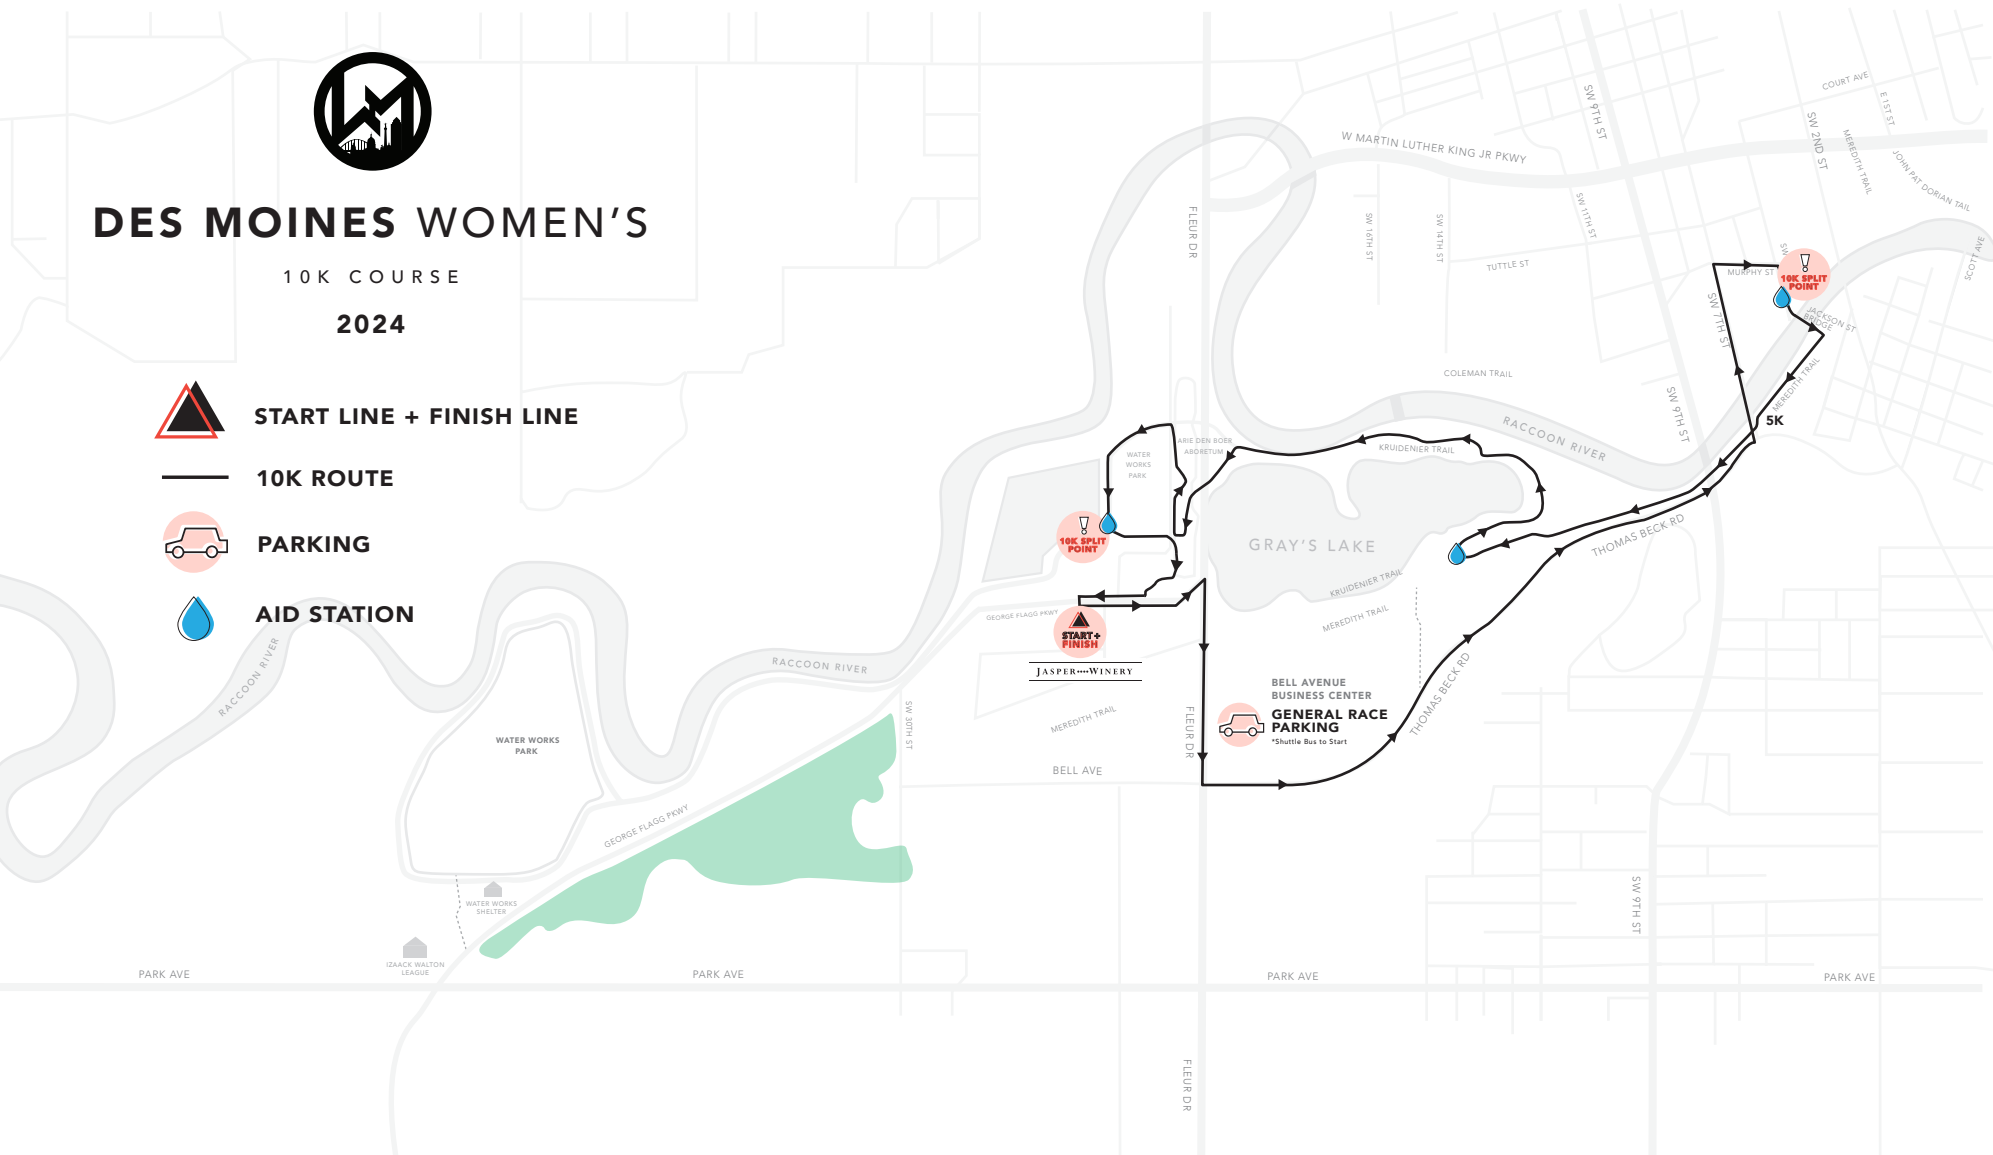 DES MOINES WOMEN'S
10K COURSE
2024
START LINE + FINISH LINE
10K ROUTE
PARKING
AID STATION
COURT AVE
E 1ST ST
SW 9TH ST
SW 2ND ST
MEREDITH TRAIL
JOHN PAT DORIAN TAIL
W MARTIN LUTHER KING JR PKWY
FLEUR DR
SW 16TH ST
SW 14TH ST
SW 11TH ST
TUTTLE ST
SW
MURPHY ST
10K SPLIT
POINT
SCOTT AVE
SW 7TH ST
JACKSON ST
BRIDGE
MEREDITH TRAIL
COLEMAN TRAIL
SW 9TH ST
5K
RACCOON RIVER
ARIE DEN BOER
ABORETUM
KRUIDENIER TRAIL
WATER
WORKS
PARK
10K SPLIT
POINT
GRAY'S LAKE
THOMAS BECK RD
KRUIDENIER TRAIL
MEREDITH TRAIL
GEORGE FLAGG PKWY
START+
FINISH
JASPER••••WINERY
RACCOON RIVER
RACCOON RIVER
THOMAS BECK RD
BELL AVENUE
BUSINESS CENTER
GENERAL RACE
PARKING
*Shuttle Bus to Start
MEREDITH TRAIL
SW 30TH ST
FLEUR DR
BELL AVE
WATER WORKS
PARK
GEORGE FLAGG PKWY
WATER WORKS
SHELTER
IZAACK WALTON
LEAGUE
SW 9TH ST
PARK AVE
PARK AVE
PARK AVE
PARK AVE
FLEUR DR